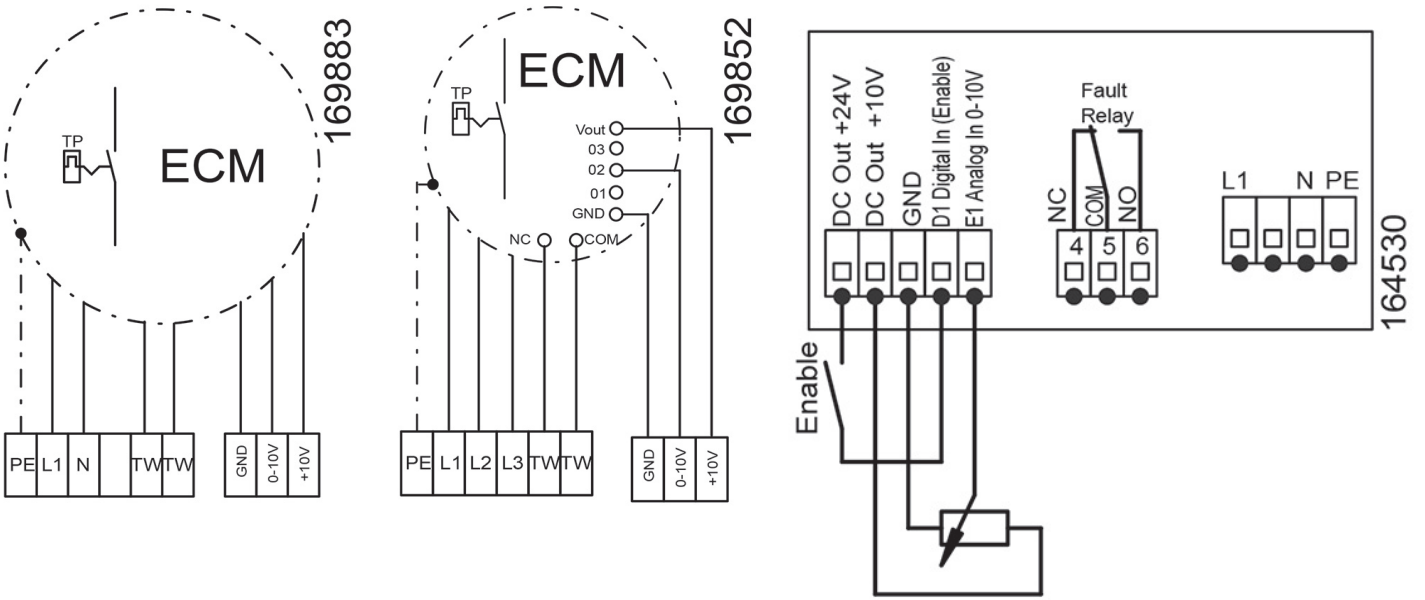 169883
TP
ECM
PE L1 N TW TW
GND 0-10V +10V
169852
ECM
TP
Vout
03
02
01
GND
NC COM
PE L1 L2 L3 TW TW
GND 0-10V +10V
164530
DC Out +24V
DC Out +10V
GND
D1 Digital In (Enable)
E1 Analog In 0-10V
Fault
Relay
NC
COM
NO
4 5 6
L1 N PE
Enable